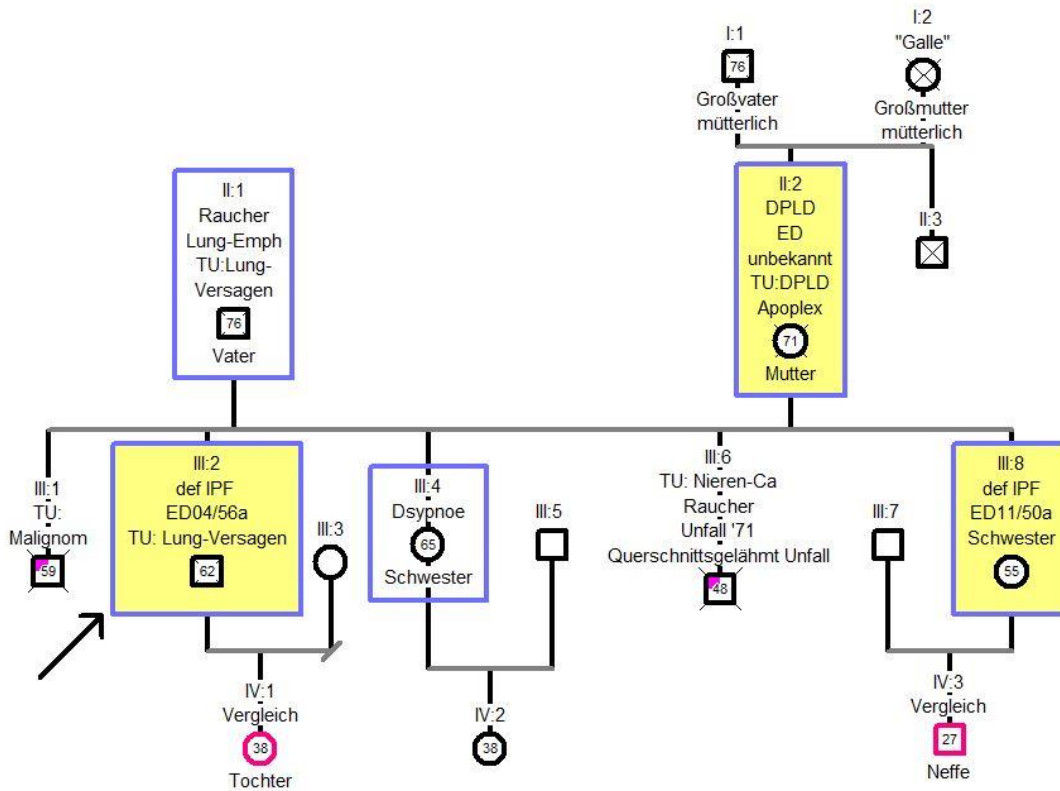 I:1
76
Großvater
mütterlich
I:2
"Galle"
Großmutter
mütterlich
II:1
Raucher
Lung-Emph
TU:Lung-
Versagen
76
Vater
II:2
DPLD
ED
unbekannt
TU:DPLD
Apoplex
71
Mutter
II:3
III:1
TU:
Malignom
59
III:2
def IPF
ED04/56a
TU: Lung-Versagen
62
III:3
III:4
Dsypnoe
65
Schwester
III:5
III:6
TU: Nieren-Ca
Raucher
Unfall '71
Querschnittsgelähmt Unfall
48
III:7
III:8
def IPF
ED11/50a
Schwester
55
IV:1
Vergleich
38
Tochter
IV:2
38
IV:3
Vergleich
27
Neffe